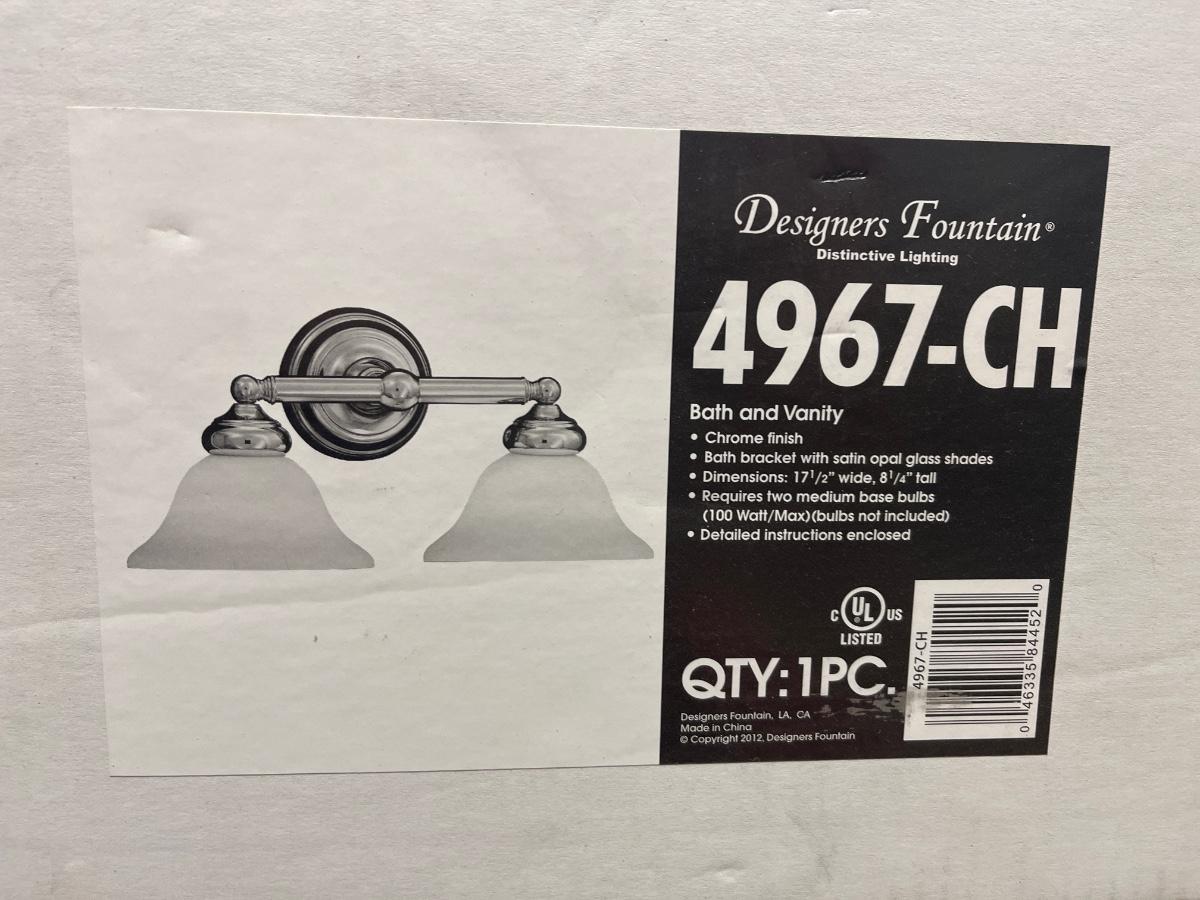 Designers Fountain®
Distinctive Lighting
4967-CH
Bath and Vanity
• Chrome finish
• Bath bracket with satin opal glass shades
• Dimensions: 17 1/2" wide, 8 1/4" tall
• Requires two medium base bulbs
(100 Watt/Max)(bulbs not included)
• Detailed instructions enclosed
C UL® US
LISTED
QTY: 1PC.
Designers Fountain, LA, CA
Made in China
© Copyright 2012, Designers Fountain
4967-CH
0 46335 84452 0